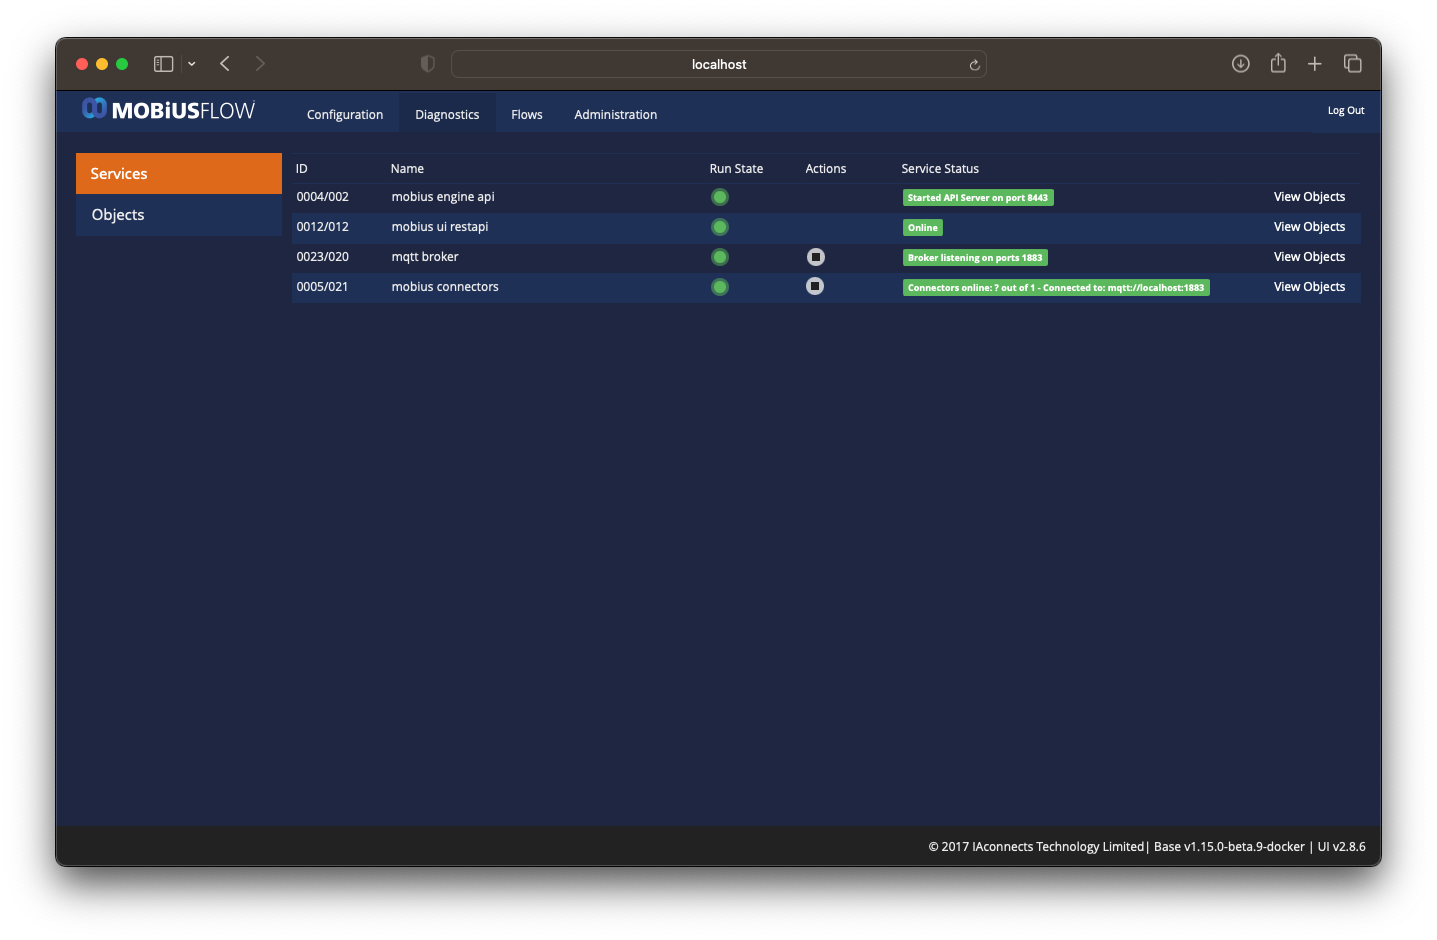 localhost
MOBiUSFLOW
Configuration Diagnostics Flows Administration Log Out
Services
Objects
ID Name Run State Actions Service Status
0004/002 mobius engine api Started API Server on port 8443 View Objects
0012/012 mobius ui restapi Online View Objects
0023/020 mqtt broker Broker listening on ports 1883 View Objects
0005/021 mobius connectors Connectors online: ? out of 1 - Connected to: mqtt://localhost:1883 View Objects
© 2017 IAconnects Technology Limited| Base v1.15.0-beta.9-docker | UI v2.8.6